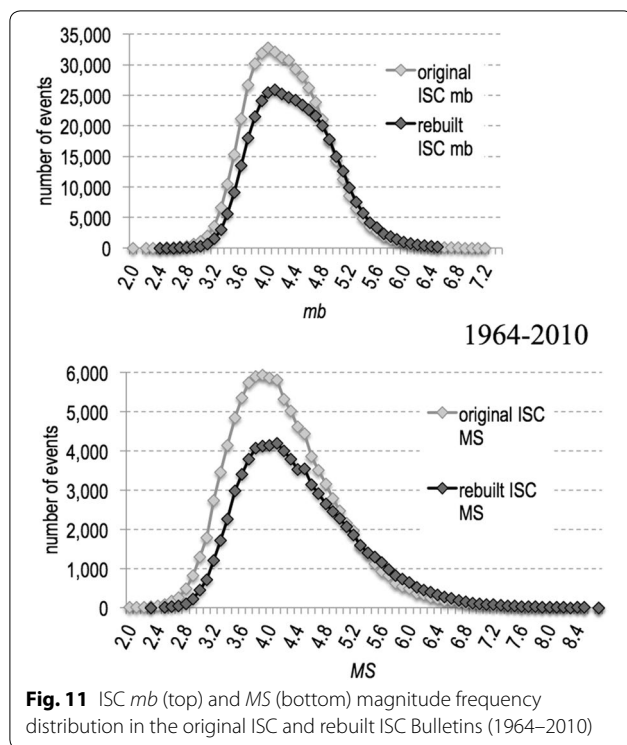 35,000
30,000
25,000
20,000
15,000
10,000
5,000
0
number of events
original
ISC mb
rebuilt
ISC mb
2.0 2.4 2.8 3.2 3.6 4.0 4.4 4.8 5.2 5.6 6.0 6.4 6.8 7.2
mb
1964-2010
6,000
5,000
4,000
3,000
2,000
1,000
0
number of events
original ISC
MS
rebuilt ISC
MS
2.0 2.4 2.8 3.2 3.6 4.0 4.4 4.8 5.2 5.6 6.0 6.4 6.8 7.2 7.6 8.0 8.4
MS
Fig. 11 ISC mb (top) and MS (bottom) magnitude frequency
distribution in the original ISC and rebuilt ISC Bulletins (1964–2010)